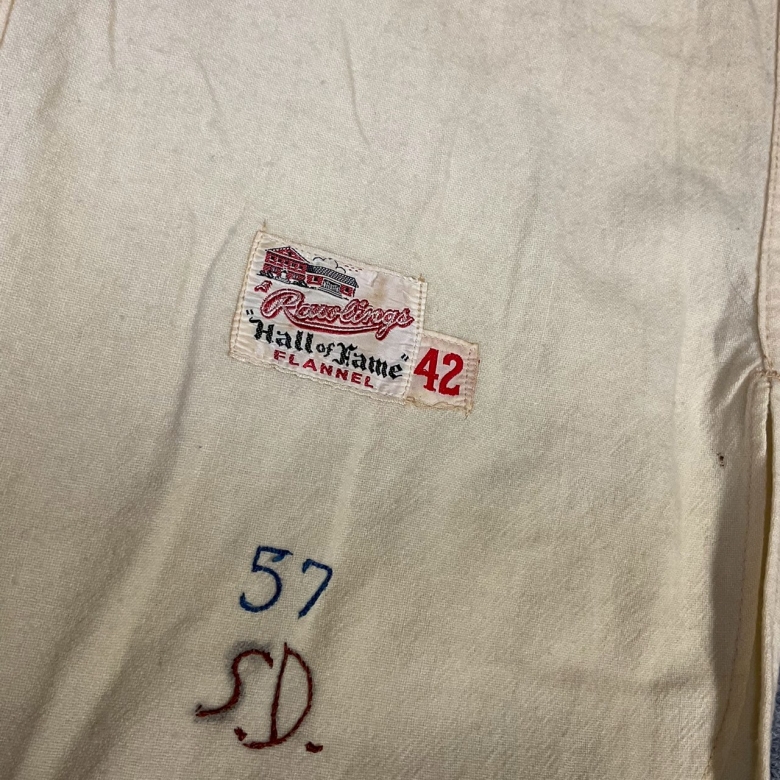 A
Rawlings
"Hall of Fame"
FLANNEL
42
57
S.D.